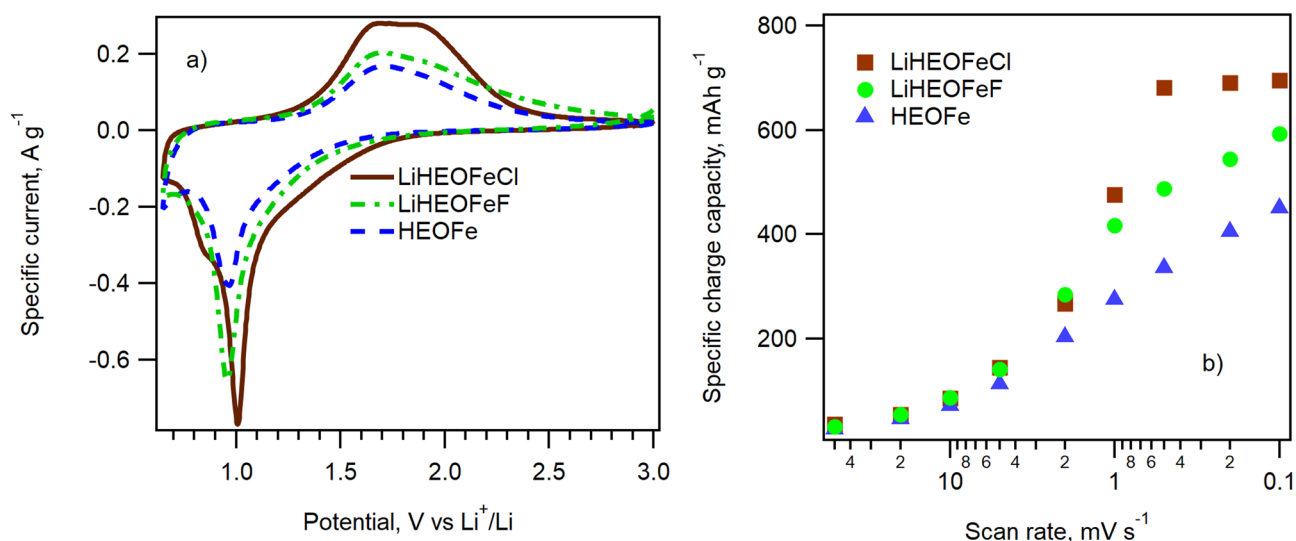 a)
Specific current, A g-1
0.2
0.0
-0.2
-0.4
-0.6
LiHEOFeCl
LiHEOFeF
HEOFe
1.0 1.5 2.0 2.5 3.0
Potential, V vs Li+/Li
Specific charge capacity, mAh g-1
800
600
400
200
LiHEOFeCl
LiHEOFeF
HEOFe
b)
4 2 8 6 4 2 8 6 4 2
10 1 0.1
Scan rate, mV s-1